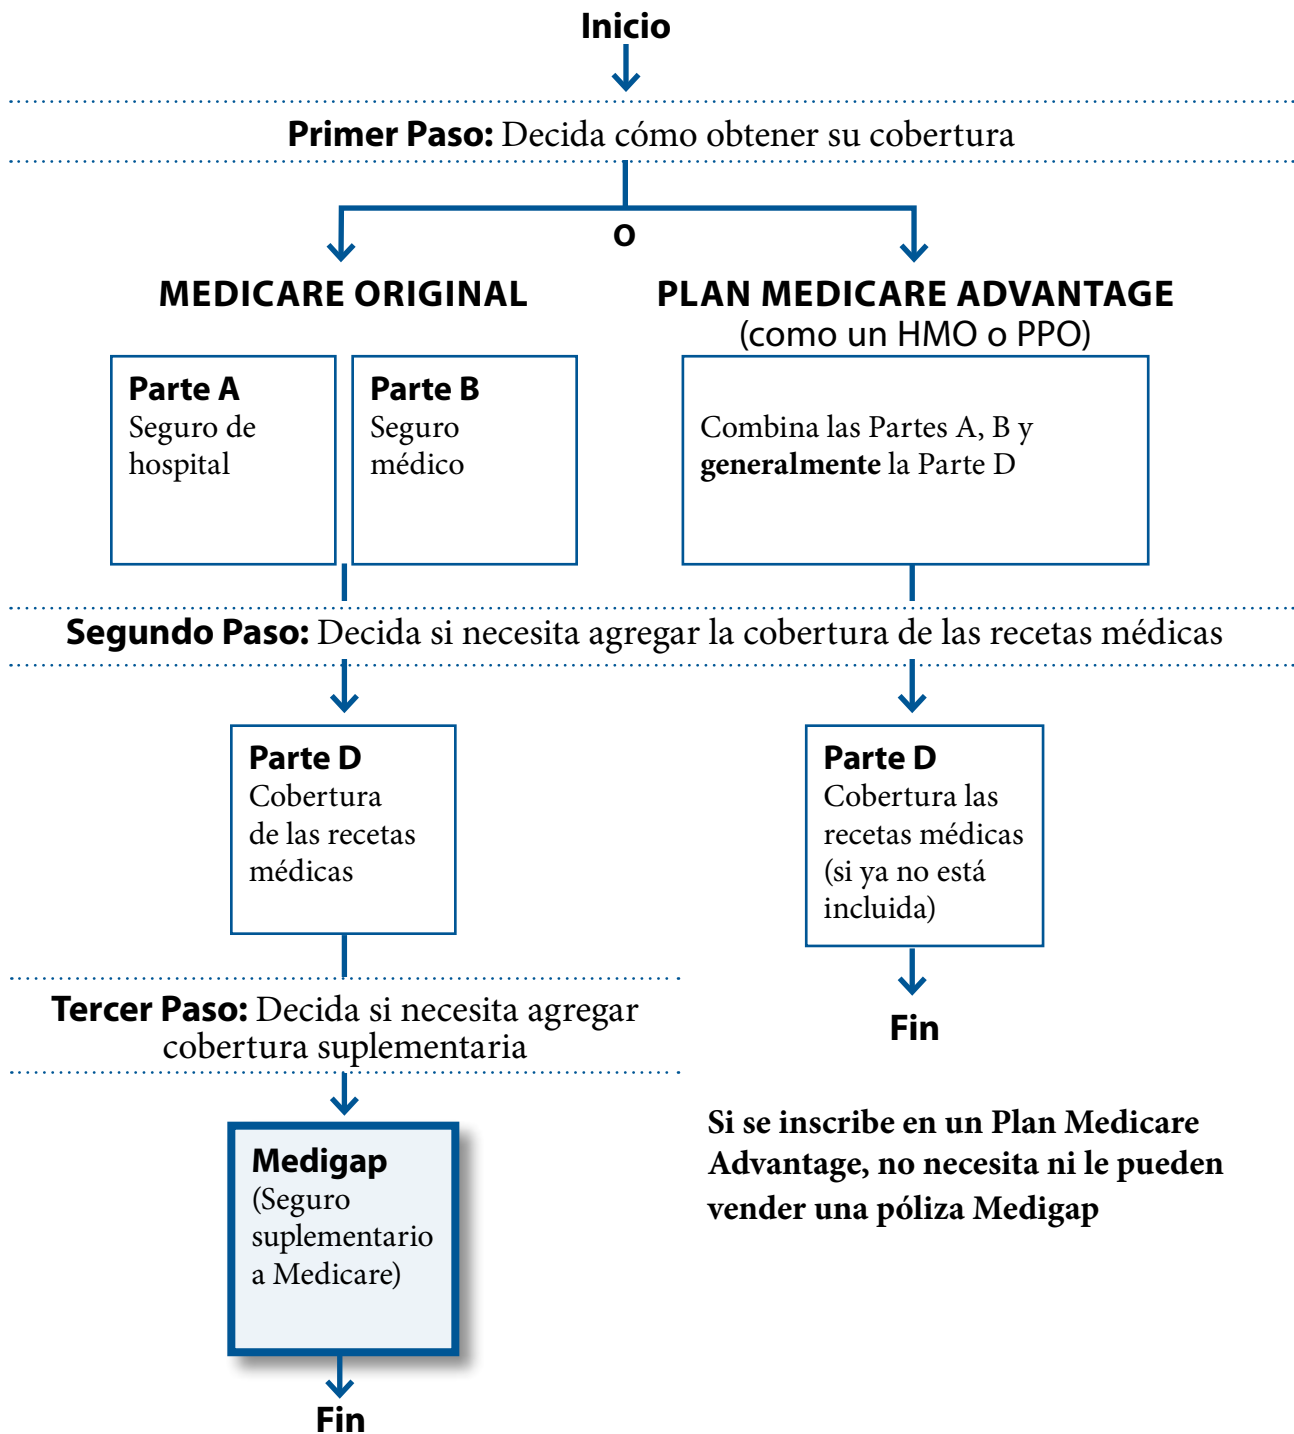 Inicio
Primer Paso: Decida cómo obtener su cobertura
O
MEDICARE ORIGINAL
Parte A
Seguro de
hospital
Parte B
Seguro
médico
PLAN MEDICARE ADVANTAGE
(como un HMO o PPO)
Combina las Partes A, B y
generalmente la Parte D
Segundo Paso: Decida si necesita agregar la cobertura de las recetas médicas
Parte D
Cobertura
de las recetas
médicas
Parte D
Cobertura las
recetas médicas
(si ya no está
incluida)
Tercer Paso: Decida si necesita agregar
cobertura suplementaria
Fin
Medigap
(Seguro
suplementario
a Medicare)
Fin
Si se inscribe en un Plan Medicare
Advantage, no necesita ni le pueden
vender una póliza Medigap